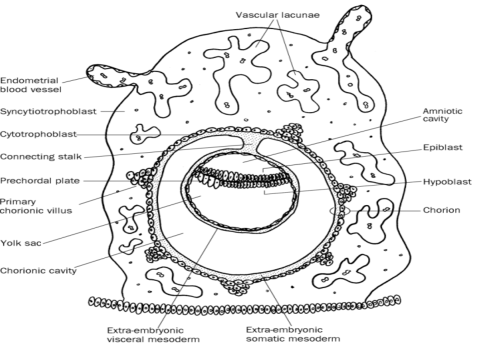 Vascular lacunae
Endometrial
blood vessel
Syncytiotrophoblast
Cytotrophoblast
Connecting stalk
Prechordal plate
Primary
chorionic villus
Yolk sac
Chorionic cavity
Amniotic
cavity
Epiblast
Hypoblast
Chorion
Extra-embryonic
visceral mesoderm
Extra-embryonic
somatic mesoderm